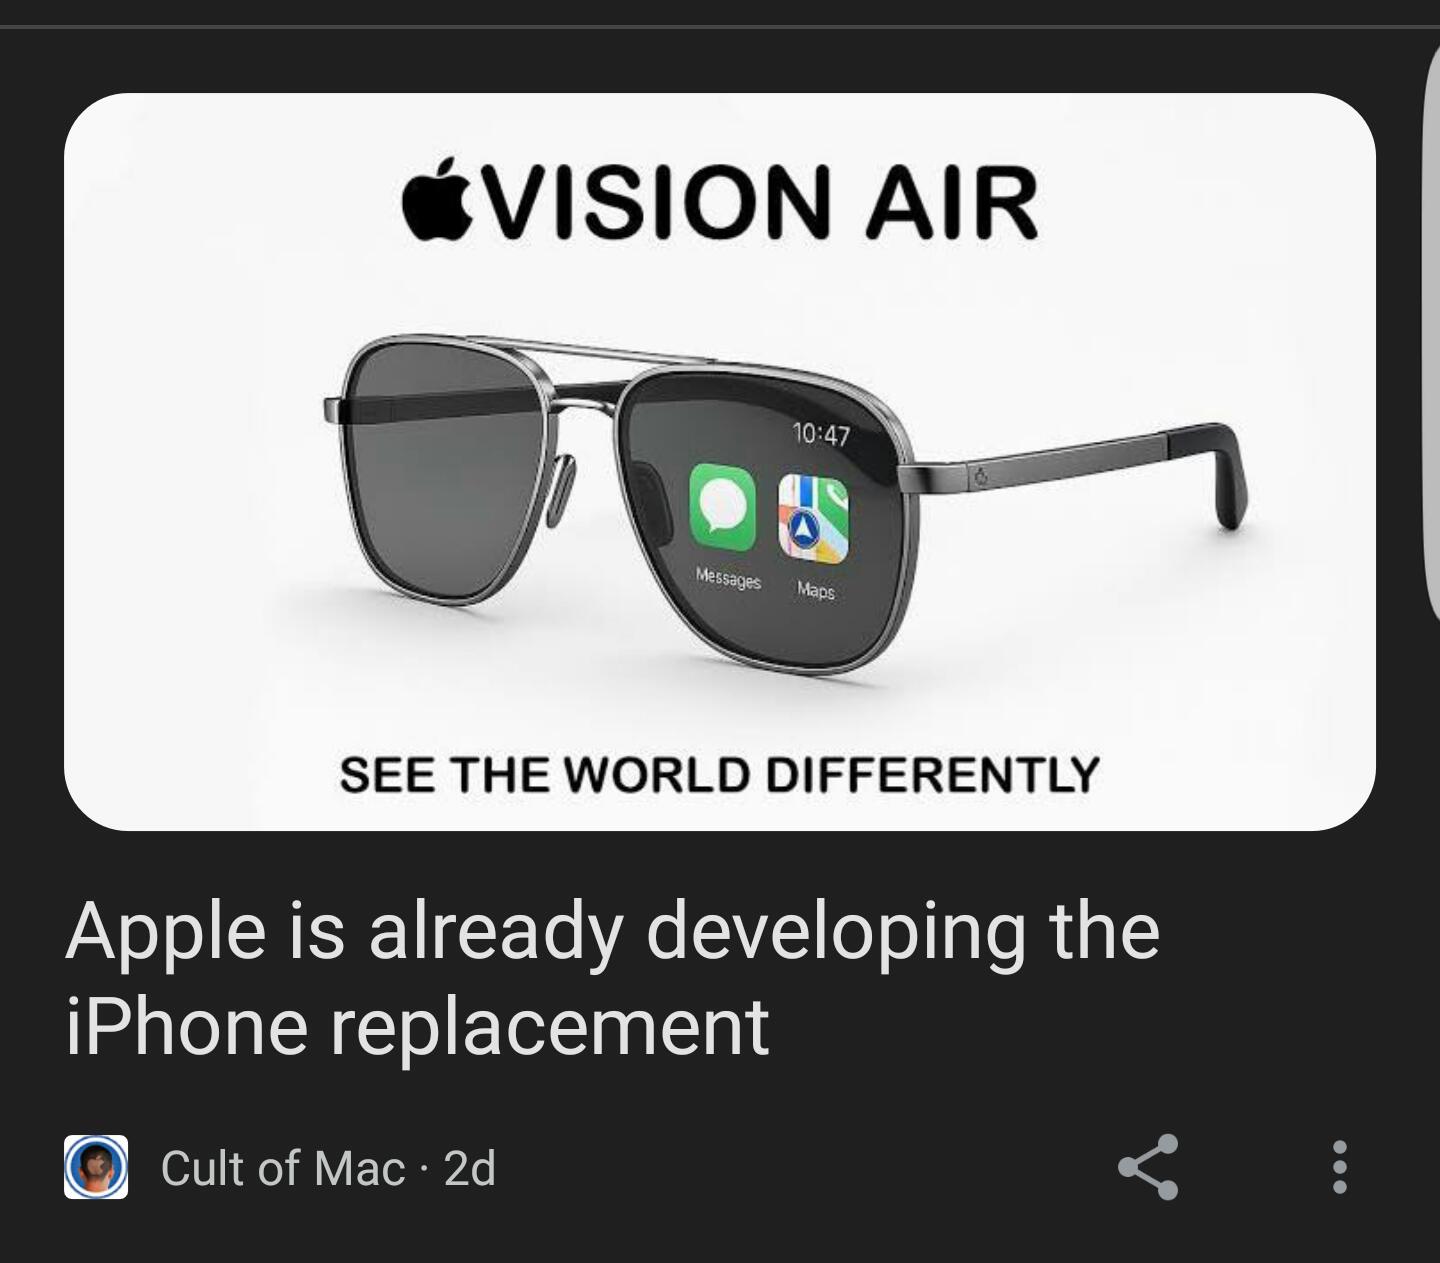 VISION AIR
10:47
Messages Maps
SEE THE WORLD DIFFERENTLY
Apple is already developing the
iPhone replacement
Cult of Mac · 2d